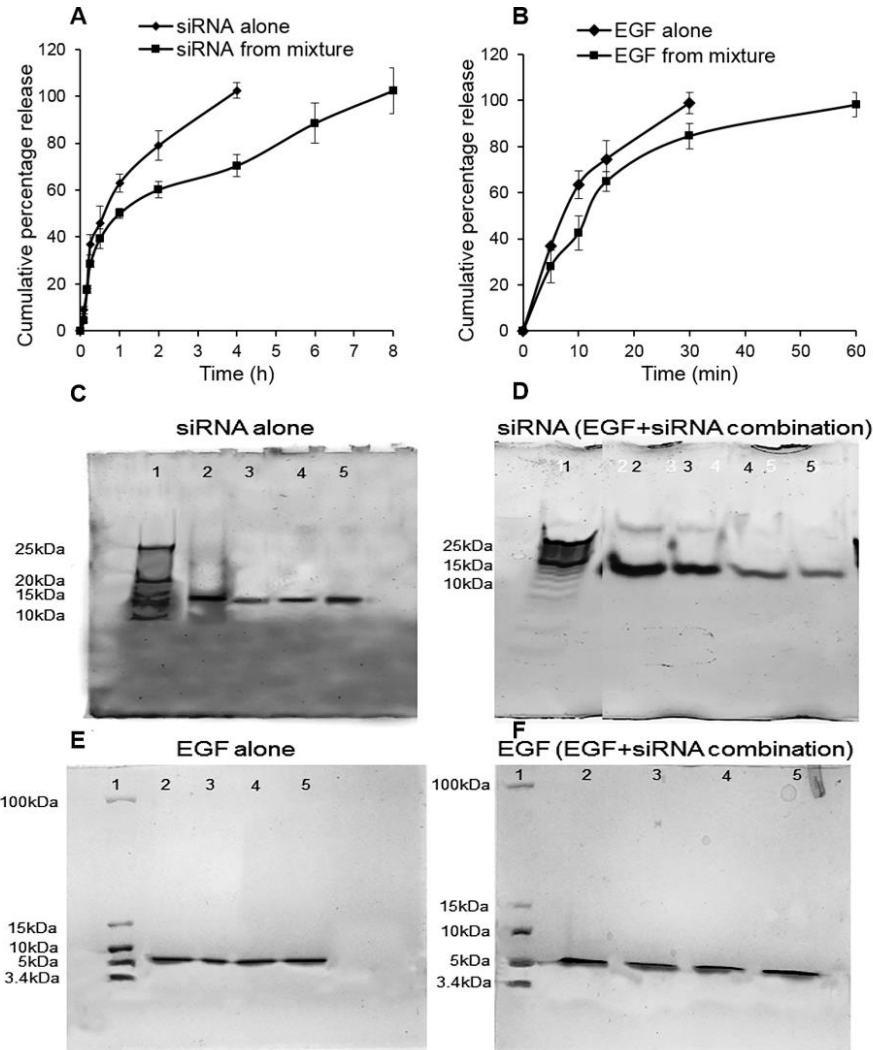 A
siRNA alone
siRNA from mixture
Cumulative percentage release
120
100
80
60
40
20
0
0 1 2 3 4 5 6 7 8
Time (h)
B
EGF alone
EGF from mixture
Cumulative percentage release
120
100
80
60
40
20
0
0 10 20 30 40 50 60
Time (min)
C
siRNA alone
1 2 3 4 5
25kDa
20kDa
15kDa
10kDa
D
siRNA (EGF+siRNA combination)
1 2 2 3 3 4 4 5 5
25kDa
15kDa
10kDa
E
EGF alone
1 2 3 4 5
100kDa
15kDa
10kDa
5kDa
3.4kDa
F
EGF (EGF+siRNA combination)
1 2 3 4 5
100kDa
15kDa
10kDa
5kDa
3.4kDa